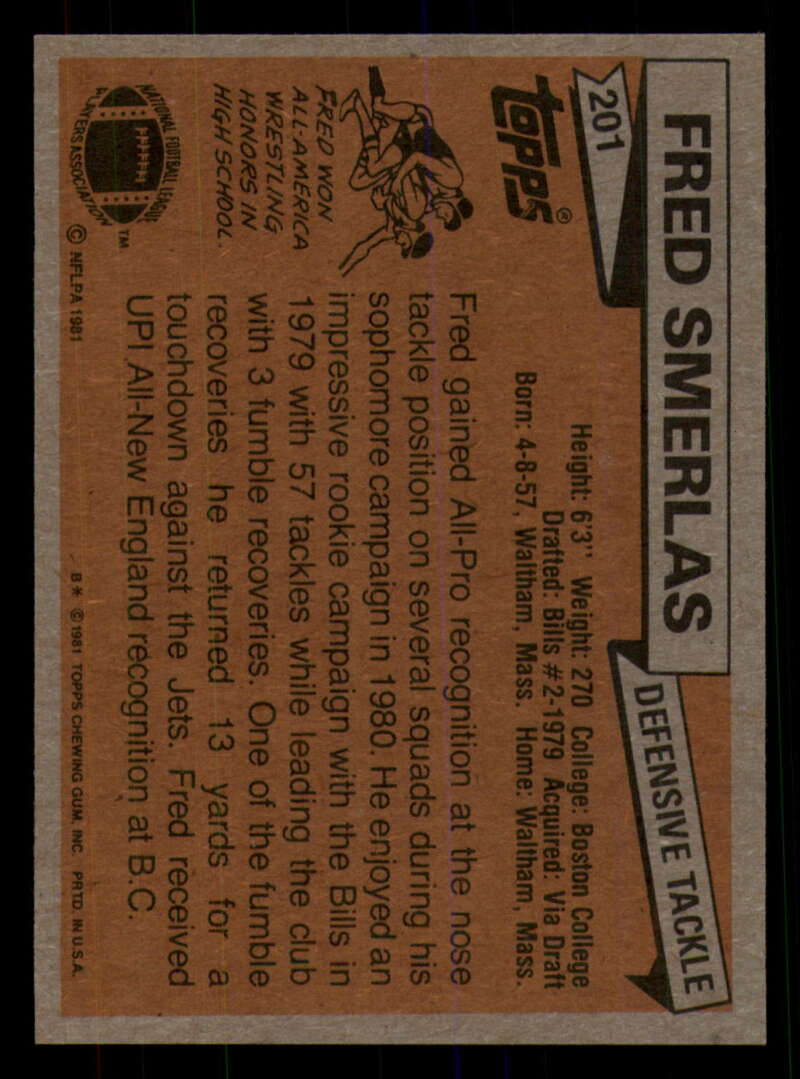 201
FRED SMERLAS
DEFENSIVE TACKLE
TOPPS®
Height: 6'3" Weight: 270 College: Boston College
Drafted: Bills #2-1979 Acquired: Via Draft
Born: 4-8-57, Waltham, Mass. Home: Waltham, Mass.
FRED WON
ALL-AMERICA
WRESTLING
HONORS IN
HIGH SCHOOL.
Fred gained All-Pro recognition at the nose
tackle position on several squads during his
sophomore campaign in 1980. He enjoyed an
impressive rookie campaign with the Bills in
1979 with 57 tackles while leading the club
with 3 fumble recoveries. One of the fumble
recoveries he returned 13 yards for a
touchdown against the Jets. Fred received
UPI All-New England recognition at B.C.
NATIONAL FOOTBALL LEAGUE
PLAYERS ASSOCIATION
™
© NFLPA 1981
B* © 1981 TOPPS CHEWING GUM, INC. PRTD. IN U.S.A.